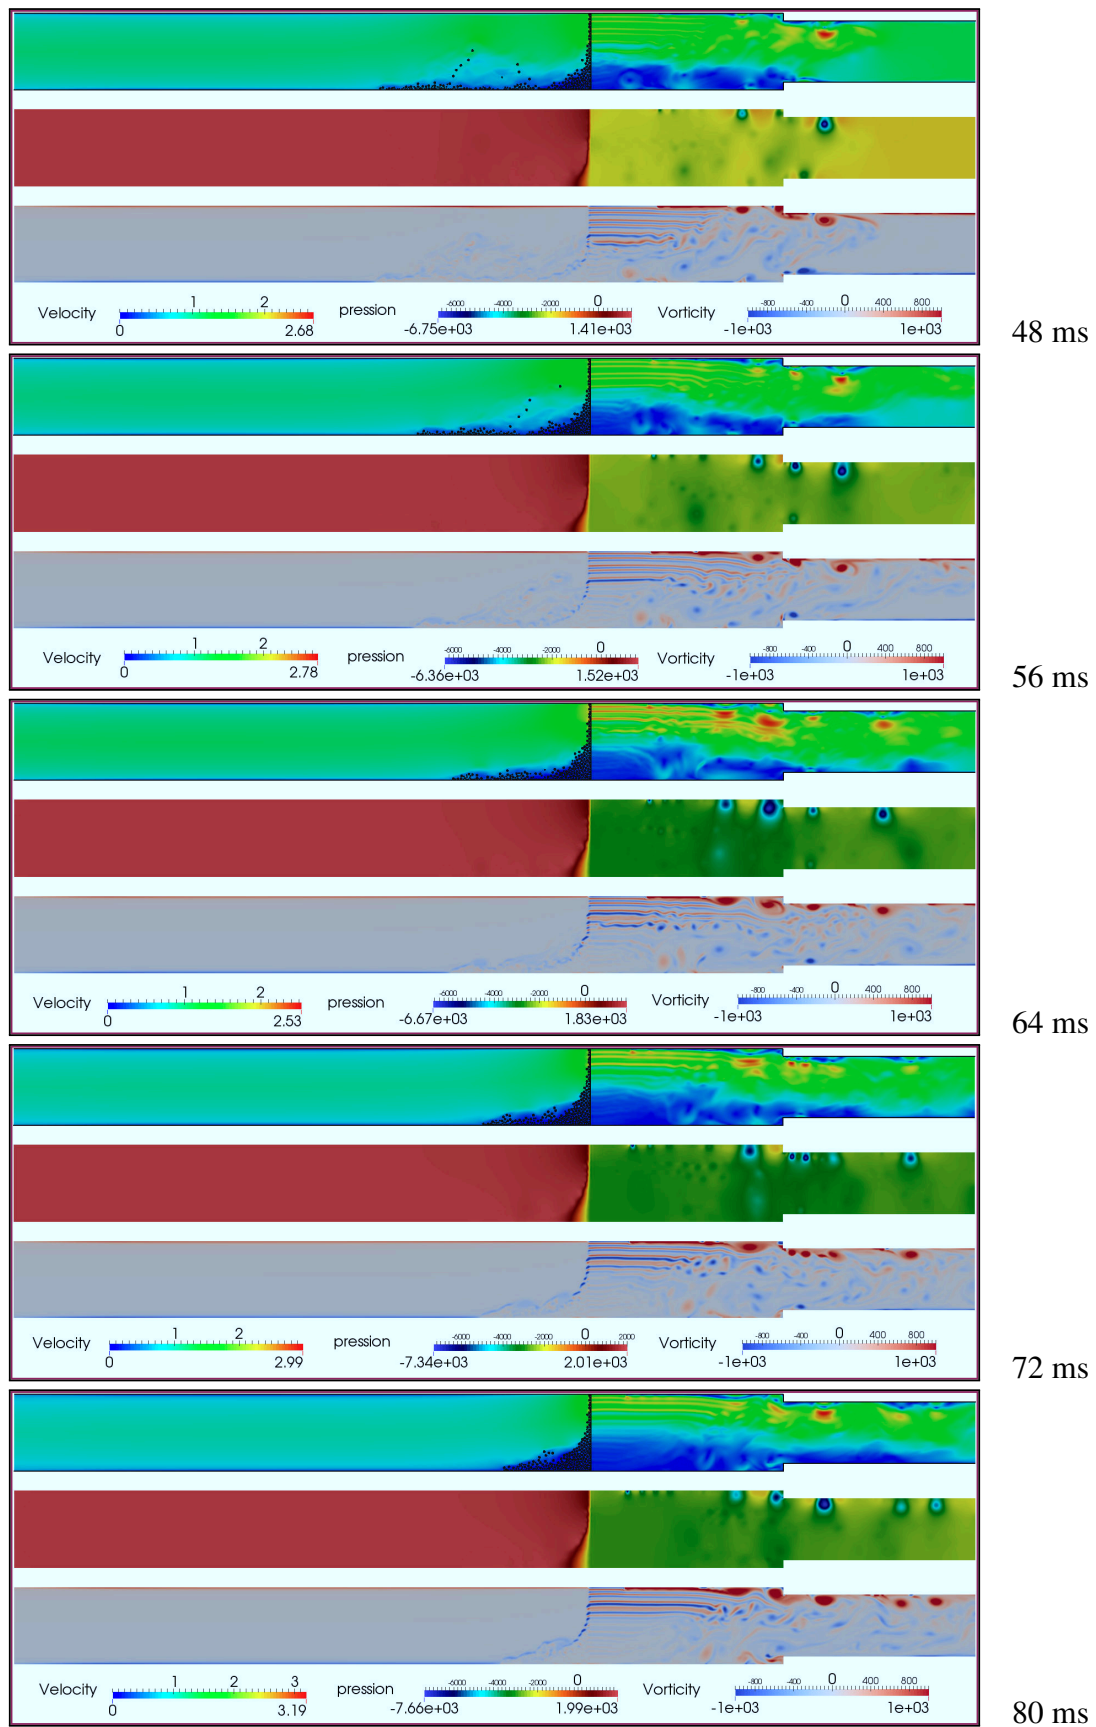 Velocity 0 1 2 2.68 pression -6000 -4000 -2000 0 -6.75e+03 1.41e+03 Vorticity -800 -400 0 400 800 -1e+03 1e+03
48 ms
Velocity 0 1 2 2.78 pression -6000 -4000 -2000 0 -6.36e+03 1.52e+03 Vorticity -800 -400 0 400 800 -1e+03 1e+03
56 ms
Velocity 0 1 2 2.53 pression -6000 -4000 -2000 0 -6.67e+03 1.83e+03 Vorticity -800 -400 0 400 800 -1e+03 1e+03
64 ms
Velocity 0 1 2 2.99 pression -6000 -4000 -2000 0 2000 -7.34e+03 2.01e+03 Vorticity -800 -400 0 400 800 -1e+03 1e+03
72 ms
Velocity 0 1 2 3 3.19 pression -6000 -4000 -2000 0 -7.66e+03 1.99e+03 Vorticity -800 -400 0 400 800 -1e+03 1e+03
80 ms